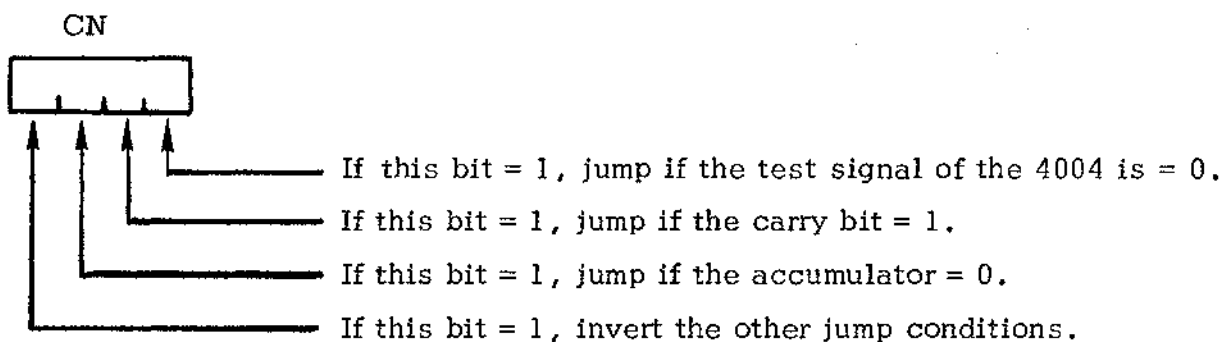 CN
If this bit = 1, jump if the test signal of the 4004 is = 0.
If this bit = 1, jump if the carry bit = 1.
If this bit = 1, jump if the accumulator = 0.
If this bit = 1, invert the other jump conditions.